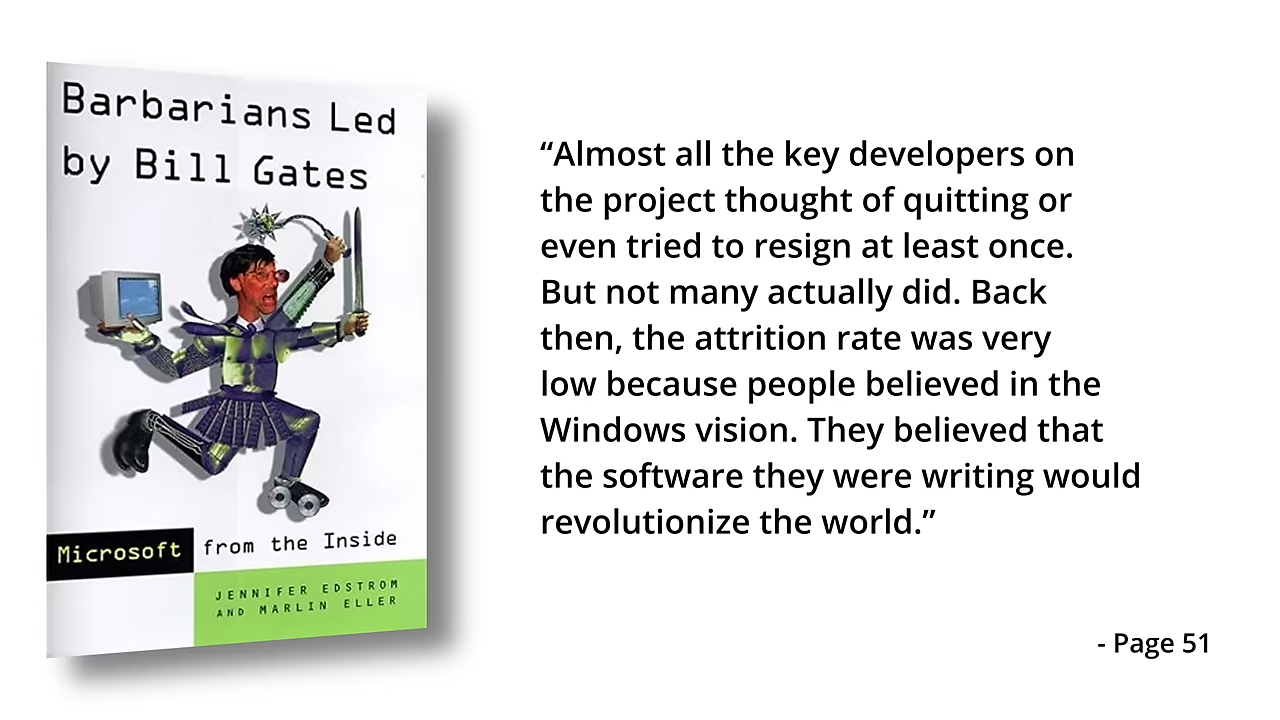 Barbarians Led
by Bill Gates
Microsoft from the Inside
JENNIFER EDSTROM
AND MARLIN ELLER
“Almost all the key developers on
the project thought of quitting or
even tried to resign at least once.
But not many actually did. Back
then, the attrition rate was very
low because people believed in the
Windows vision. They believed that
the software they were writing would
revolutionize the world.”
- Page 51